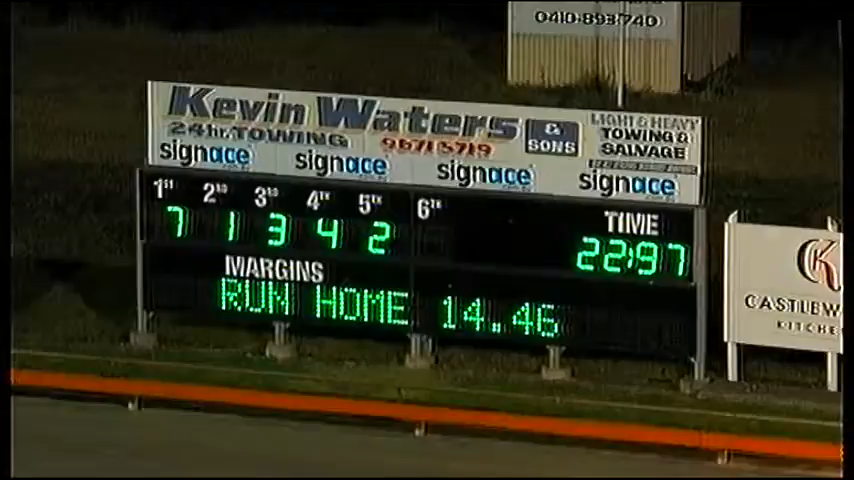 0410-893-740
Kevin Waters & SONS
LIGHT & HEAVY
TOWING &
SALVAGE
24hr. TOWING 9671 5719
signace signace signace signace
1ST 2ND 3RD 4TH 5TH 6TH TIME
7 1 3 4 2 22:97
MARGINS
RUN HOME 14.46
K
CASTLEW
KITCHE